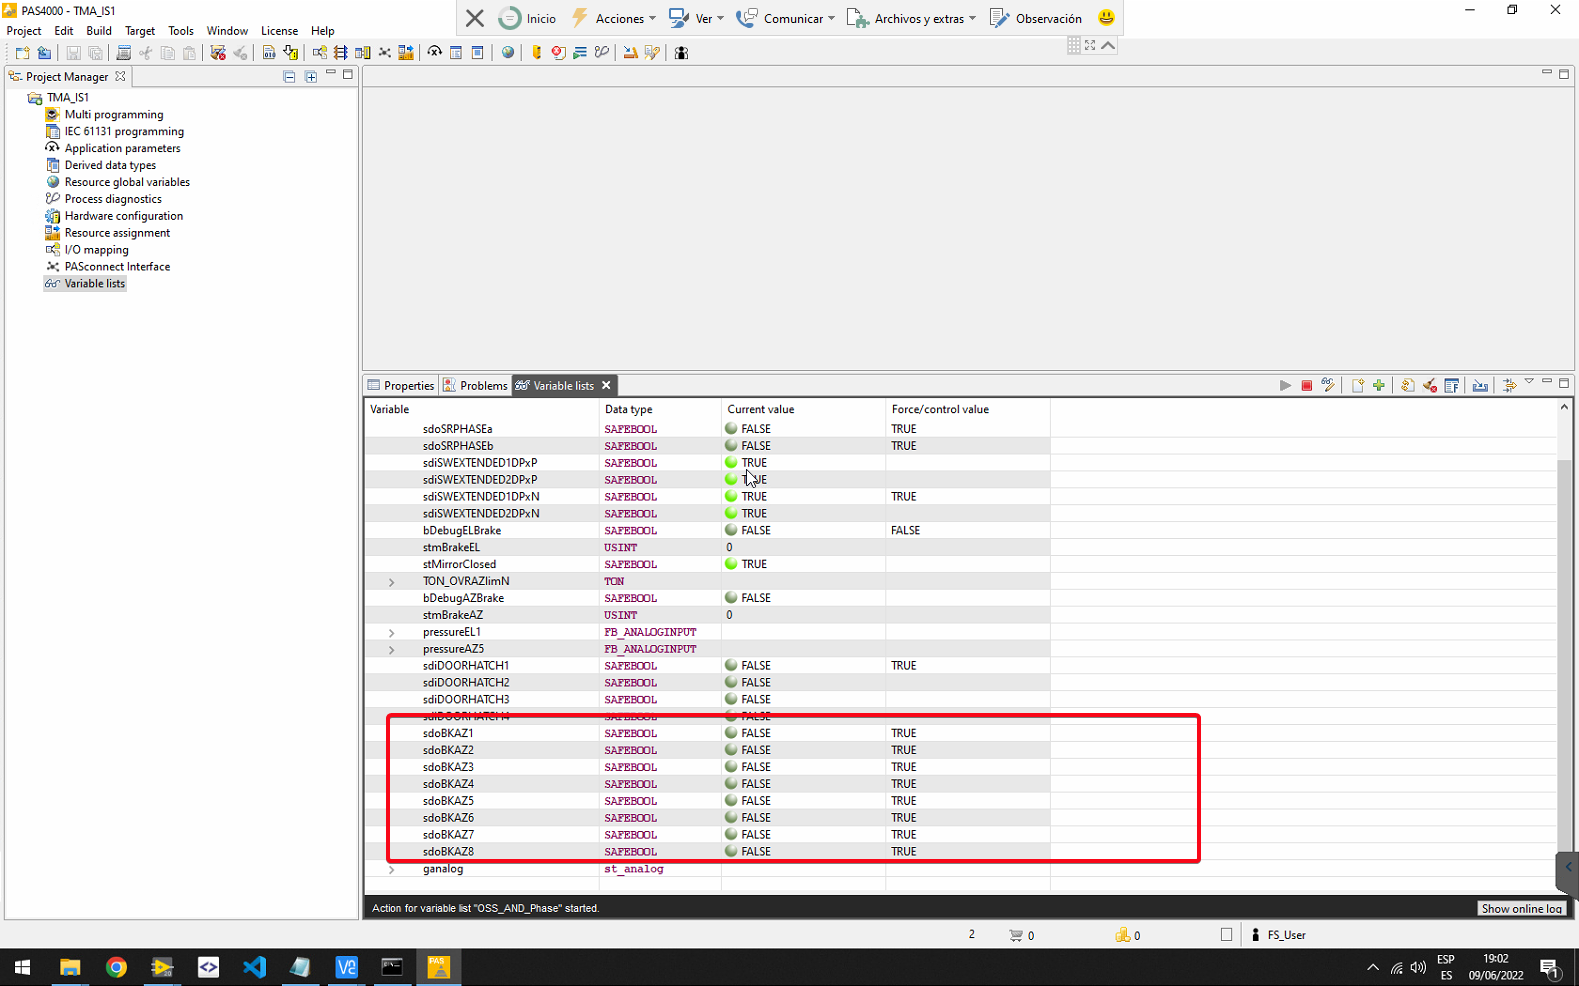 PAS4000 - TMA_IS1
Inicio Acciones Ver Comunicar Archivos y extras Observación
Project Edit Build Target Tools Window License Help
Project Manager
TMA_IS1
Multi programming
IEC 61131 programming
Application parameters
Derived data types
Resource global variables
Process diagnostics
Hardware configuration
Resource assignment
I/O mapping
PASconnect Interface
Variable lists
Properties Problems Variable lists
Variable Data type Current value Force/control value
sdoSRPHASEa SAFEBOOL FALSE TRUE
sdoSRPHASEb SAFEBOOL FALSE TRUE
sdiSWEXTENDED1DPxP SAFEBOOL TRUE
sdiSWEXTENDED2DPxP SAFEBOOL TRUE
sdiSWEXTENDED1DPxN SAFEBOOL TRUE TRUE
sdiSWEXTENDED2DPxN SAFEBOOL TRUE
bDebugELBrake SAFEBOOL FALSE FALSE
stmBrakeEL USINT 0
stMirrorClosed SAFEBOOL TRUE
TON_OVRAZlimN TON
bDebugAZBrake SAFEBOOL FALSE
stmBrakeAZ USINT 0
pressureEL1 FB_ANALOGINPUT
pressureAZ5 FB_ANALOGINPUT
sdiDOORHATCH1 SAFEBOOL FALSE TRUE
sdiDOORHATCH2 SAFEBOOL FALSE
sdiDOORHATCH3 SAFEBOOL FALSE
sdiDOORHATCH4 SAFEBOOL FALSE
sdoBKAZ1 SAFEBOOL FALSE TRUE
sdoBKAZ2 SAFEBOOL FALSE TRUE
sdoBKAZ3 SAFEBOOL FALSE TRUE
sdoBKAZ4 SAFEBOOL FALSE TRUE
sdoBKAZ5 SAFEBOOL FALSE TRUE
sdoBKAZ6 SAFEBOOL FALSE TRUE
sdoBKAZ7 SAFEBOOL FALSE TRUE
sdoBKAZ8 SAFEBOOL FALSE TRUE
ganalog st_analog
Action for variable list "OSS_AND_Phase" started.
Show online log
2 0 0 FS_User
ESP
ES
19:02
09/06/2022
1